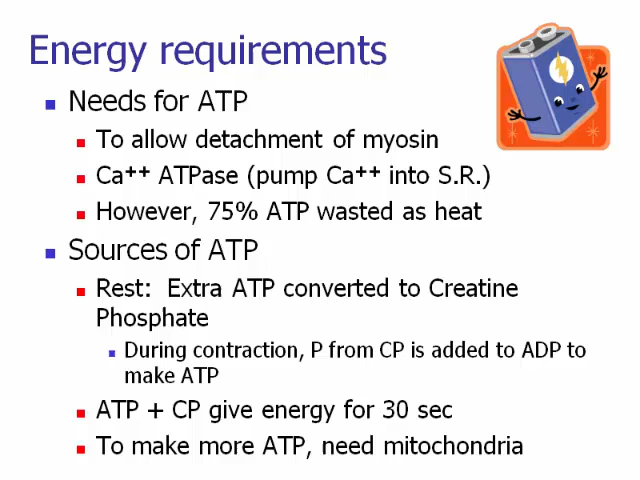 Energy requirements
Needs for ATP
To allow detachment of myosin
Ca++ ATPase (pump Ca++ into S.R.)
However, 75% ATP wasted as heat
Sources of ATP
Rest: Extra ATP converted to Creatine
Phosphate
During contraction, P from CP is added to ADP to
make ATP
ATP + CP give energy for 30 sec
To make more ATP, need mitochondria